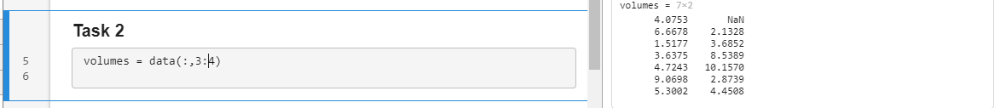 Task 2
5
volumes = data(:,3:4)
6
volumes = 7×2
4.0753 NaN
6.6678 2.1328
1.5177 3.6852
3.6375 8.5389
4.7243 10.1570
9.0698 2.8739
5.3002 4.4508